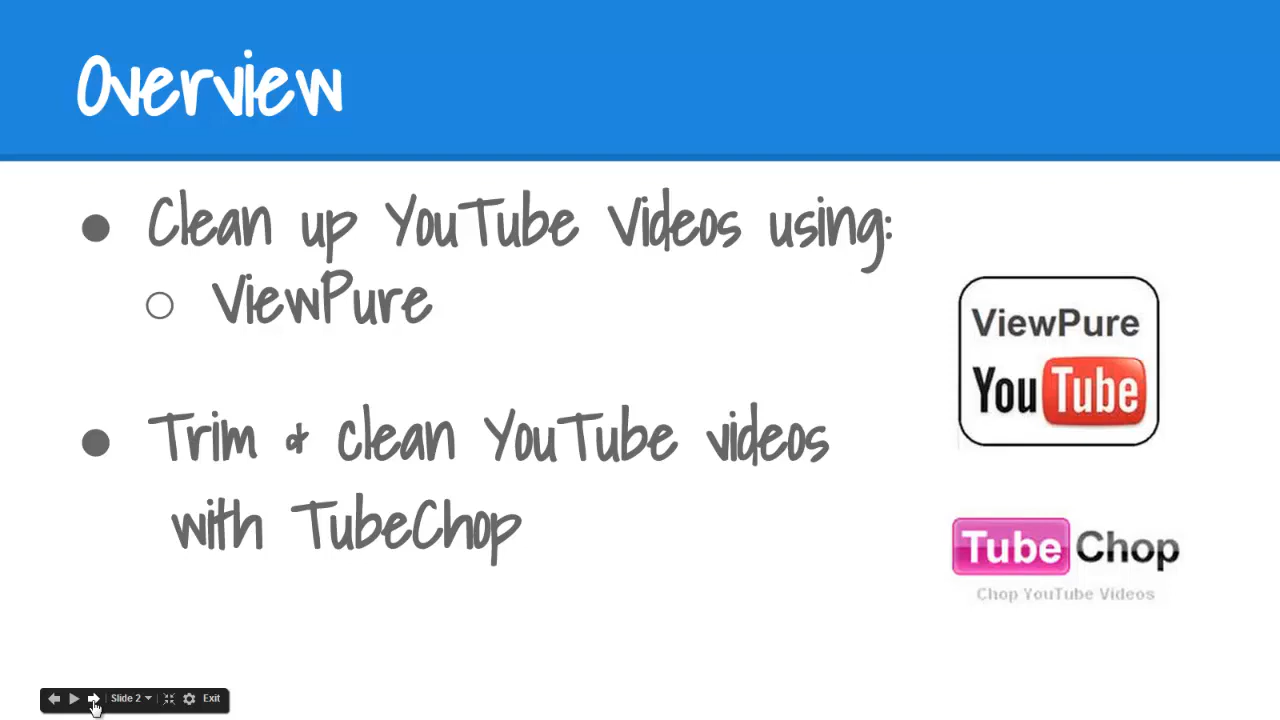 Overview
Clean up YouTube Videos using:
ViewPure
Trim & clean YouTube videos
with TubeChop
ViewPure
YouTube
TubeChop
Chop YouTube Videos
Slide 2
Exit